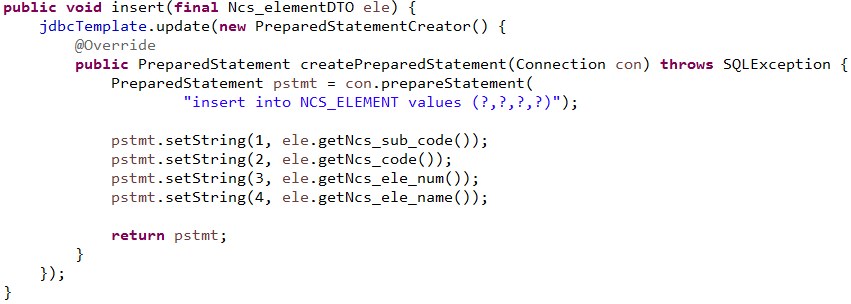 public void insert(final Ncs_elementDTO ele) {
    jdbcTemplate.update(new PreparedStatementCreator() {
        @Override
        public PreparedStatement createPreparedStatement(Connection con) throws SQLException {
            PreparedStatement pstmt = con.prepareStatement(
                    "insert into NCS_ELEMENT values (?,?,?,?)");

            pstmt.setString(1, ele.getNcs_sub_code());
            pstmt.setString(2, ele.getNcs_code());
            pstmt.setString(3, ele.getNcs_ele_num());
            pstmt.setString(4, ele.getNcs_ele_name());

            return pstmt;
        }
    });
}